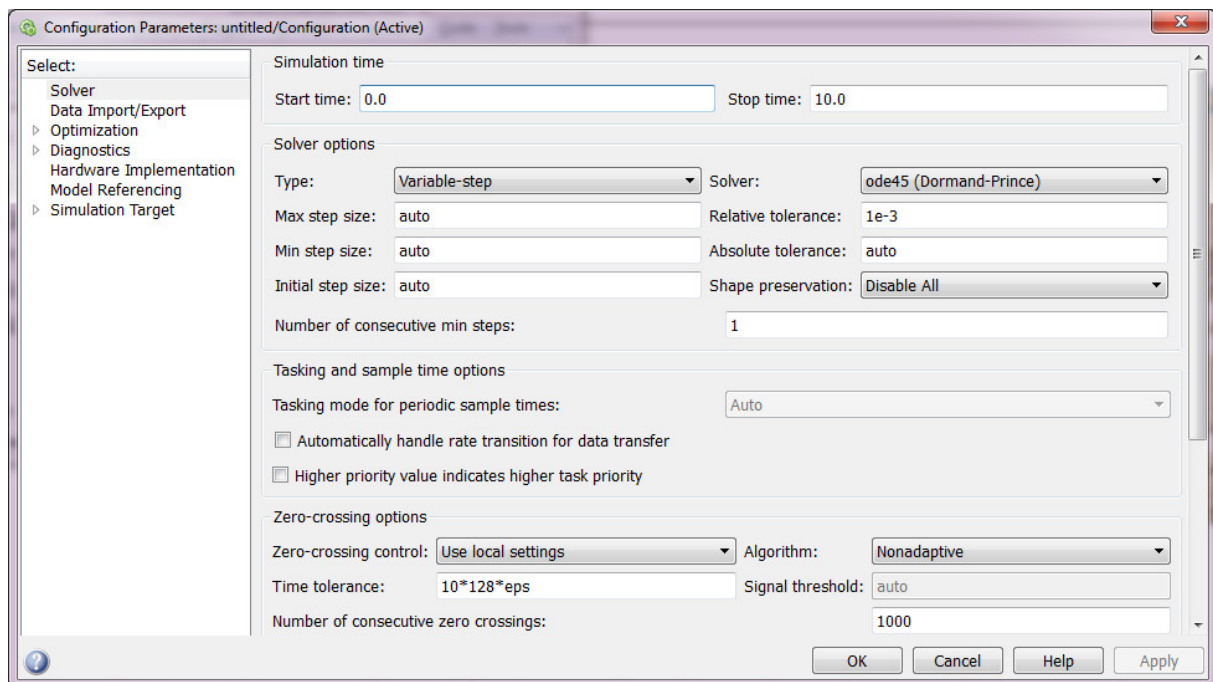 Configuration Parameters: untitled/Configuration (Active)
Select:
Solver
Data Import/Export
Optimization
Diagnostics
Hardware Implementation
Model Referencing
Simulation Target
Simulation time
Start time: 0.0 Stop time: 10.0
Solver options
Type: Variable-step Solver: ode45 (Dormand-Prince)
Max step size: auto Relative tolerance: 1e-3
Min step size: auto Absolute tolerance: auto
Initial step size: auto Shape preservation: Disable All
Number of consecutive min steps: 1
Tasking and sample time options
Tasking mode for periodic sample times: Auto
Automatically handle rate transition for data transfer
Higher priority value indicates higher task priority
Zero-crossing options
Zero-crossing control: Use local settings Algorithm: Nonadaptive
Time tolerance: 10*128*eps Signal threshold: auto
Number of consecutive zero crossings: 1000
OK Cancel Help Apply